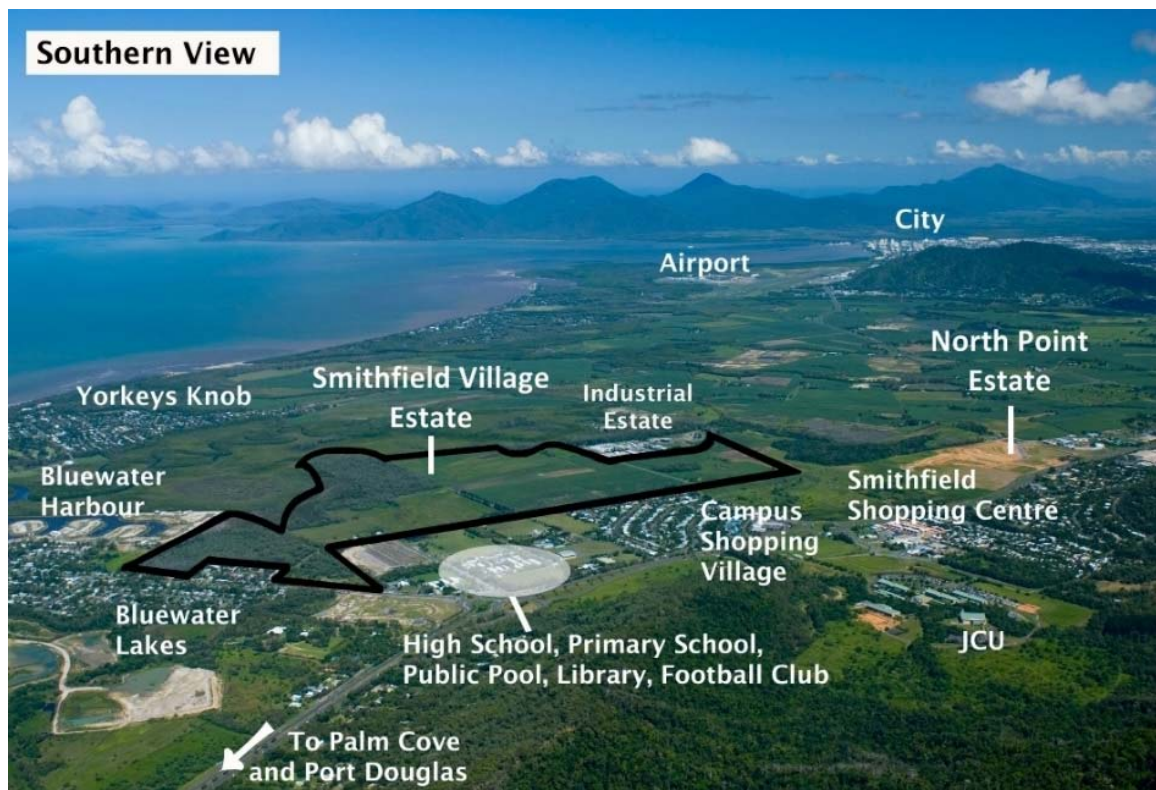 Southern View
City
Airport
North Point
Estate
Smithfield Village
Estate
Industrial
Estate
Yorkeys Knob
Bluewater
Harbour
Smithfield
Shopping Centre
Campus
Shopping
Village
Bluewater
Lakes
High School, Primary School,
Public Pool, Library, Football Club
JCU
To Palm Cove
and Port Douglas